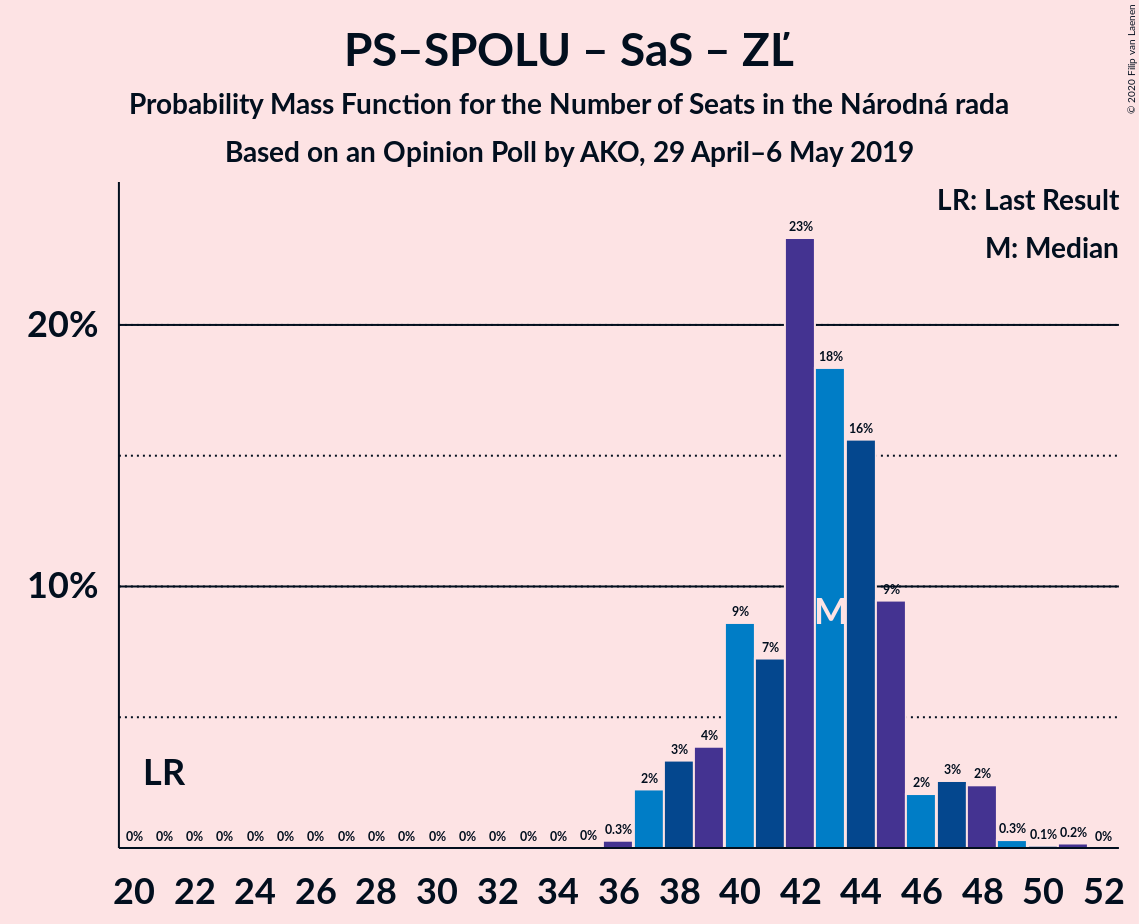 © 2020 Filip van Laenen
PS–SPOLU – SaS – ZĽ
Probability Mass Function for the Number of Seats in the Národná rada
Based on an Opinion Poll by AKO, 29 April–6 May 2019
LR: Last Result
M: Median
20%
10%
LR
M
0% 0% 0% 0% 0% 0% 0% 0% 0% 0% 0% 0% 0% 0% 0% 0% 0.3% 2% 3% 4% 9% 7% 23% 18% 16% 9% 2% 3% 2% 0.3% 0.1% 0.2% 0%
20 22 24 26 28 30 32 34 36 38 40 42 44 46 48 50 52